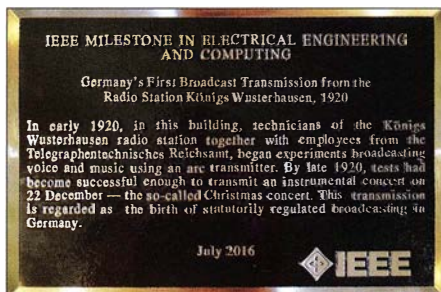 IEEE MILESTONE IN ELECTRICAL ENGINEERING
AND COMPUTING
Germany's First Broadcast Transmission from the
Radio Station Königs Wusterhausen, 1920
In early 1920, in this building, technicians of the Königs
Wusterhausen radio station together with employees from the
Telegraphentechnisches Reichsamt, began experiments broadcasting
voice and music using an arc transmitter. By late 1920, tests had
become successful enough to transmit an instrumental concert on
22 December — the so-called Christmas concert. This transmission
is regarded as the birth of statutorily regulated broadcasting in
Germany.
July 2016
IEEE